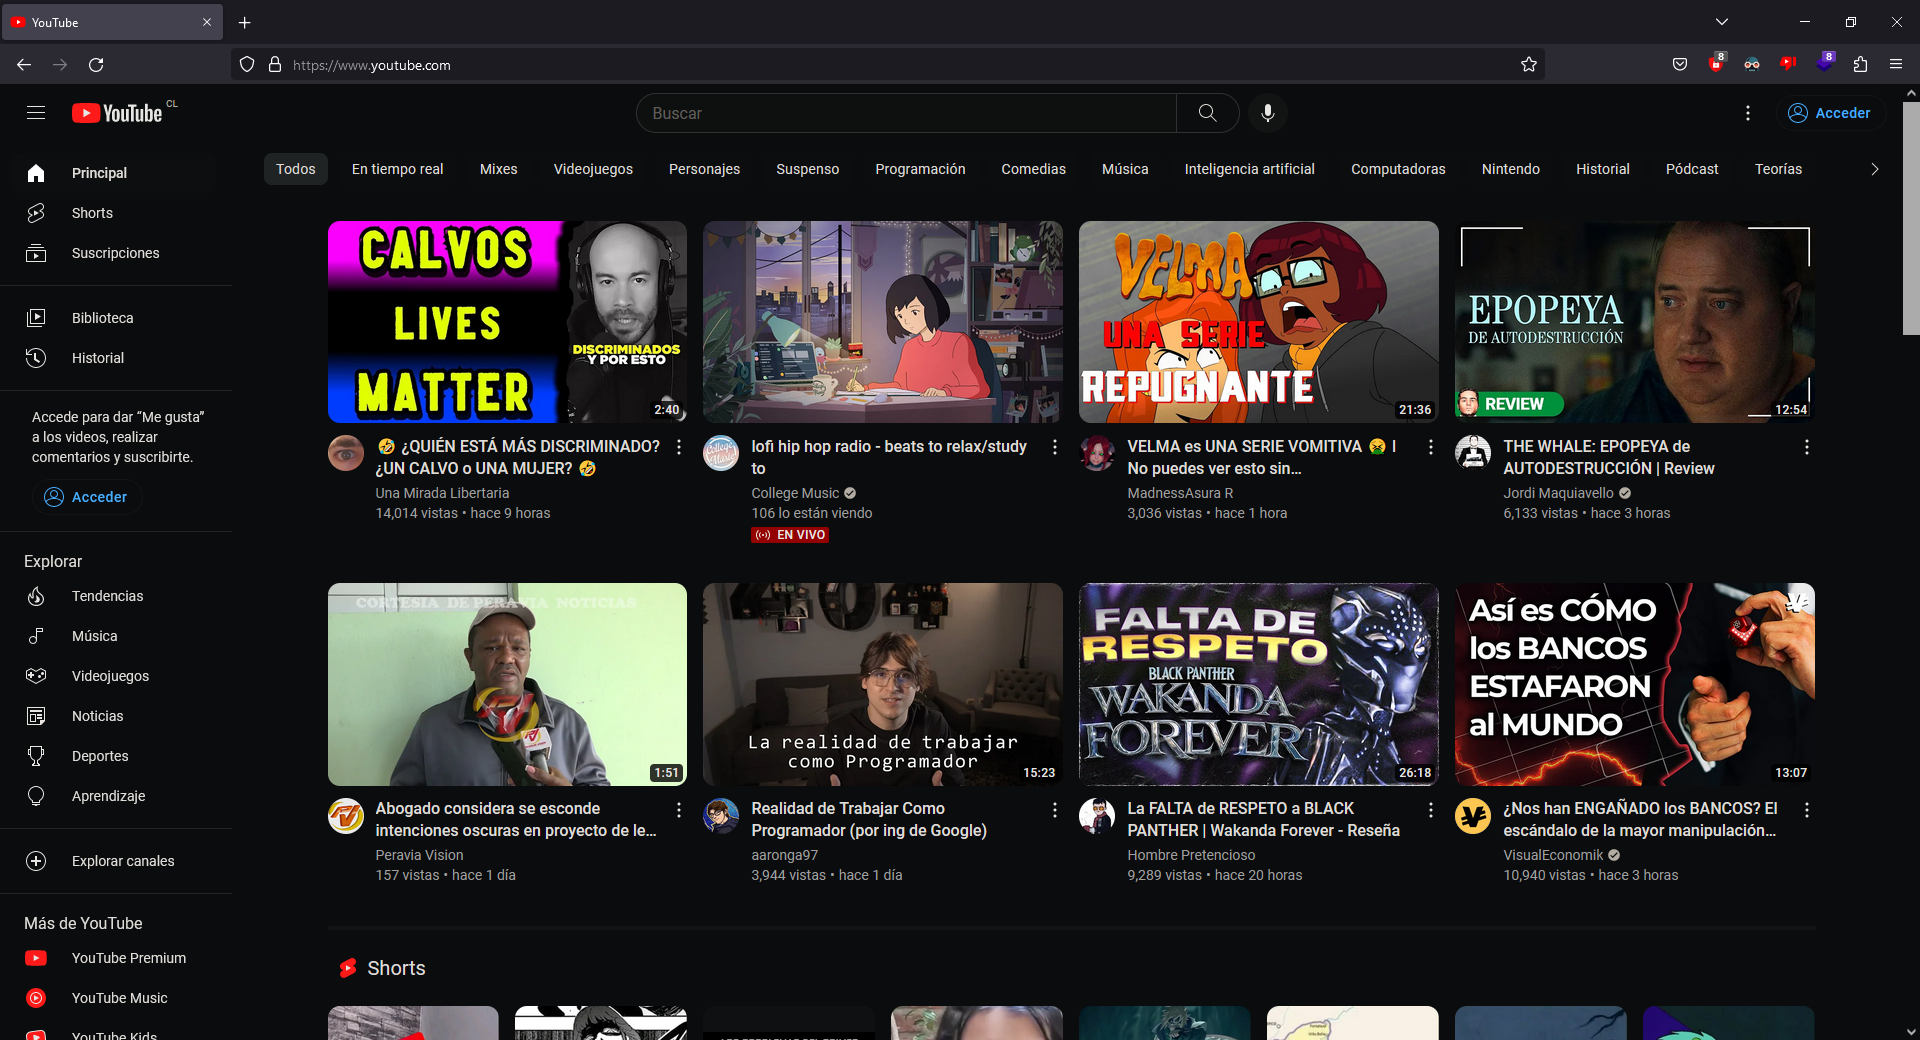 YouTube
https://www.youtube.com
8
8
YouTube CL
Buscar
Acceder
Principal
Shorts
Suscripciones
Biblioteca
Historial
Accede para dar “Me gusta”
a los videos, realizar
comentarios y suscribirte.
Acceder
Explorar
Tendencias
Música
Videojuegos
Noticias
Deportes
Aprendizaje
Explorar canales
Más de YouTube
YouTube Premium
YouTube Music
YouTube Kids
Todos
En tiempo real
Mixes
Videojuegos
Personajes
Suspenso
Programación
Comedias
Música
Inteligencia artificial
Computadoras
Nintendo
Historial
Pódcast
Teorías
CALVOS
LIVES
MATTER
DISCRIMINADOS
Y POR ESTO
2:40
🤣 ¿QUIÉN ESTÁ MÁS DISCRIMINADO?
¿UN CALVO o UNA MUJER? 🤣
Una Mirada Libertaria
14,014 vistas • hace 9 horas
College Music
lofi hip hop radio - beats to relax/study
to
College Music
106 lo están viendo
EN VIVO
VELMA
UNA SERIE
REPUGNANTE
21:36
VELMA es UNA SERIE VOMITIVA 🤮 I
No puedes ver esto sin...
MadnessAsura R
3,036 vistas • hace 1 hora
EPOPEYA
DE AUTODESTRUCCIÓN
REVIEW
12:54
THE WHALE: EPOPEYA de
AUTODESTRUCCIÓN | Review
Jordi Maquiavello
6,133 vistas • hace 3 horas
CORTESIA DE PERAVIA NOTICIAS
1:51
Abogado considera se esconde
intenciones oscuras en proyecto de le...
Peravia Vision
157 vistas • hace 1 día
La realidad de trabajar
como Programador
15:23
Realidad de Trabajar Como
Programador (por ing de Google)
aaronga97
3,944 vistas • hace 1 día
FALTA DE
RESPETO
BLACK PANTHER
WAKANDA
FOREVER
26:18
La FALTA de RESPETO a BLACK
PANTHER | Wakanda Forever - Reseña
Hombre Pretencioso
9,289 vistas • hace 20 horas
Así es CÓMO
los BANCOS
ESTAFARON
al MUNDO
13:07
¿Nos han ENGAÑADO los BANCOS? El
escándalo de la mayor manipulación...
VisualEconomik
10,940 vistas • hace 3 horas
Shorts